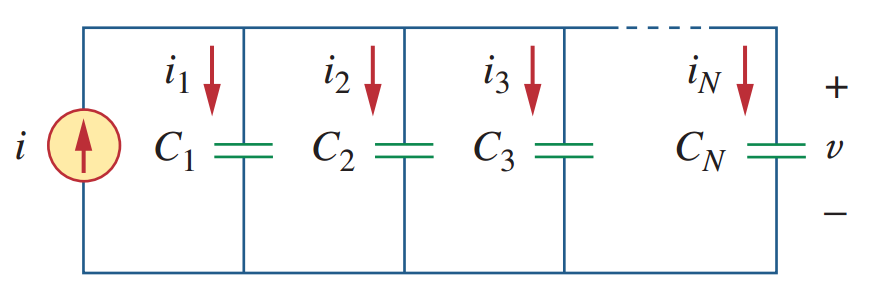 i
i₁
C₁
i₂
C₂
i₃
C₃
i_N
C_N
+
v
−